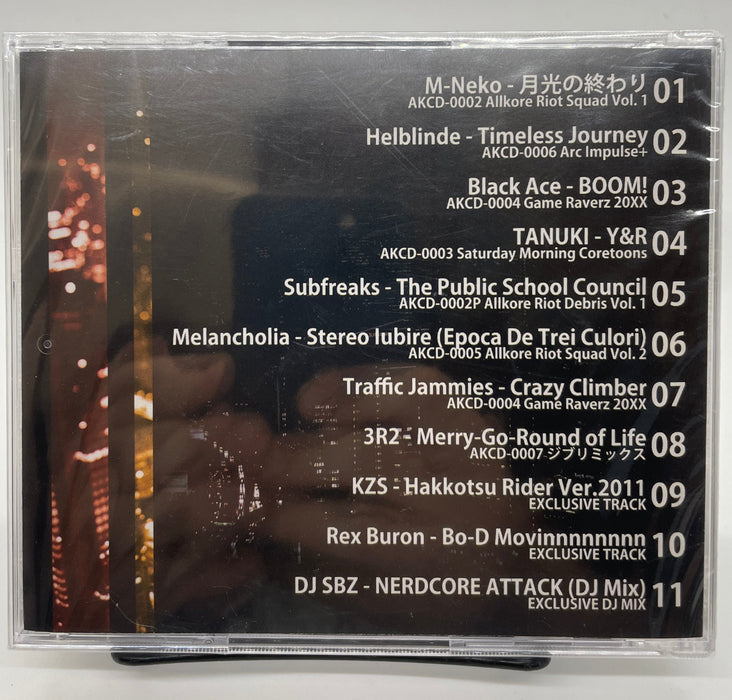 M-Neko - 月光の終わり 01
AKCD-0002 Allkore Riot Squad Vol. 1
Helblinde - Timeless Journey 02
AKCD-0006 Arc Impulse+
Black Ace - BOOM! 03
AKCD-0004 Game Raverz 20XX
TANUKI - Y&R 04
AKCD-0003 Saturday Morning Coretoons
Subfreaks - The Public School Council 05
AKCD-0002P Allkore Riot Debris Vol. 1
Melancholia - Stereo Iubire (Epoca De Trei Culori) 06
AKCD-0005 Allkore Riot Squad Vol. 2
Traffic Jammies - Crazy Climber 07
AKCD-0004 Game Raverz 20XX
3R2 - Merry-Go-Round of Life 08
AKCD-0007 ジブリミックス
KZS - Hakkotsu Rider Ver.2011 09
EXCLUSIVE TRACK
Rex Buron - Bo-D Movinnnnnnnn 10
EXCLUSIVE TRACK
DJ SBZ - NERDCORE ATTACK (DJ Mix) 11
EXCLUSIVE DJ MIX